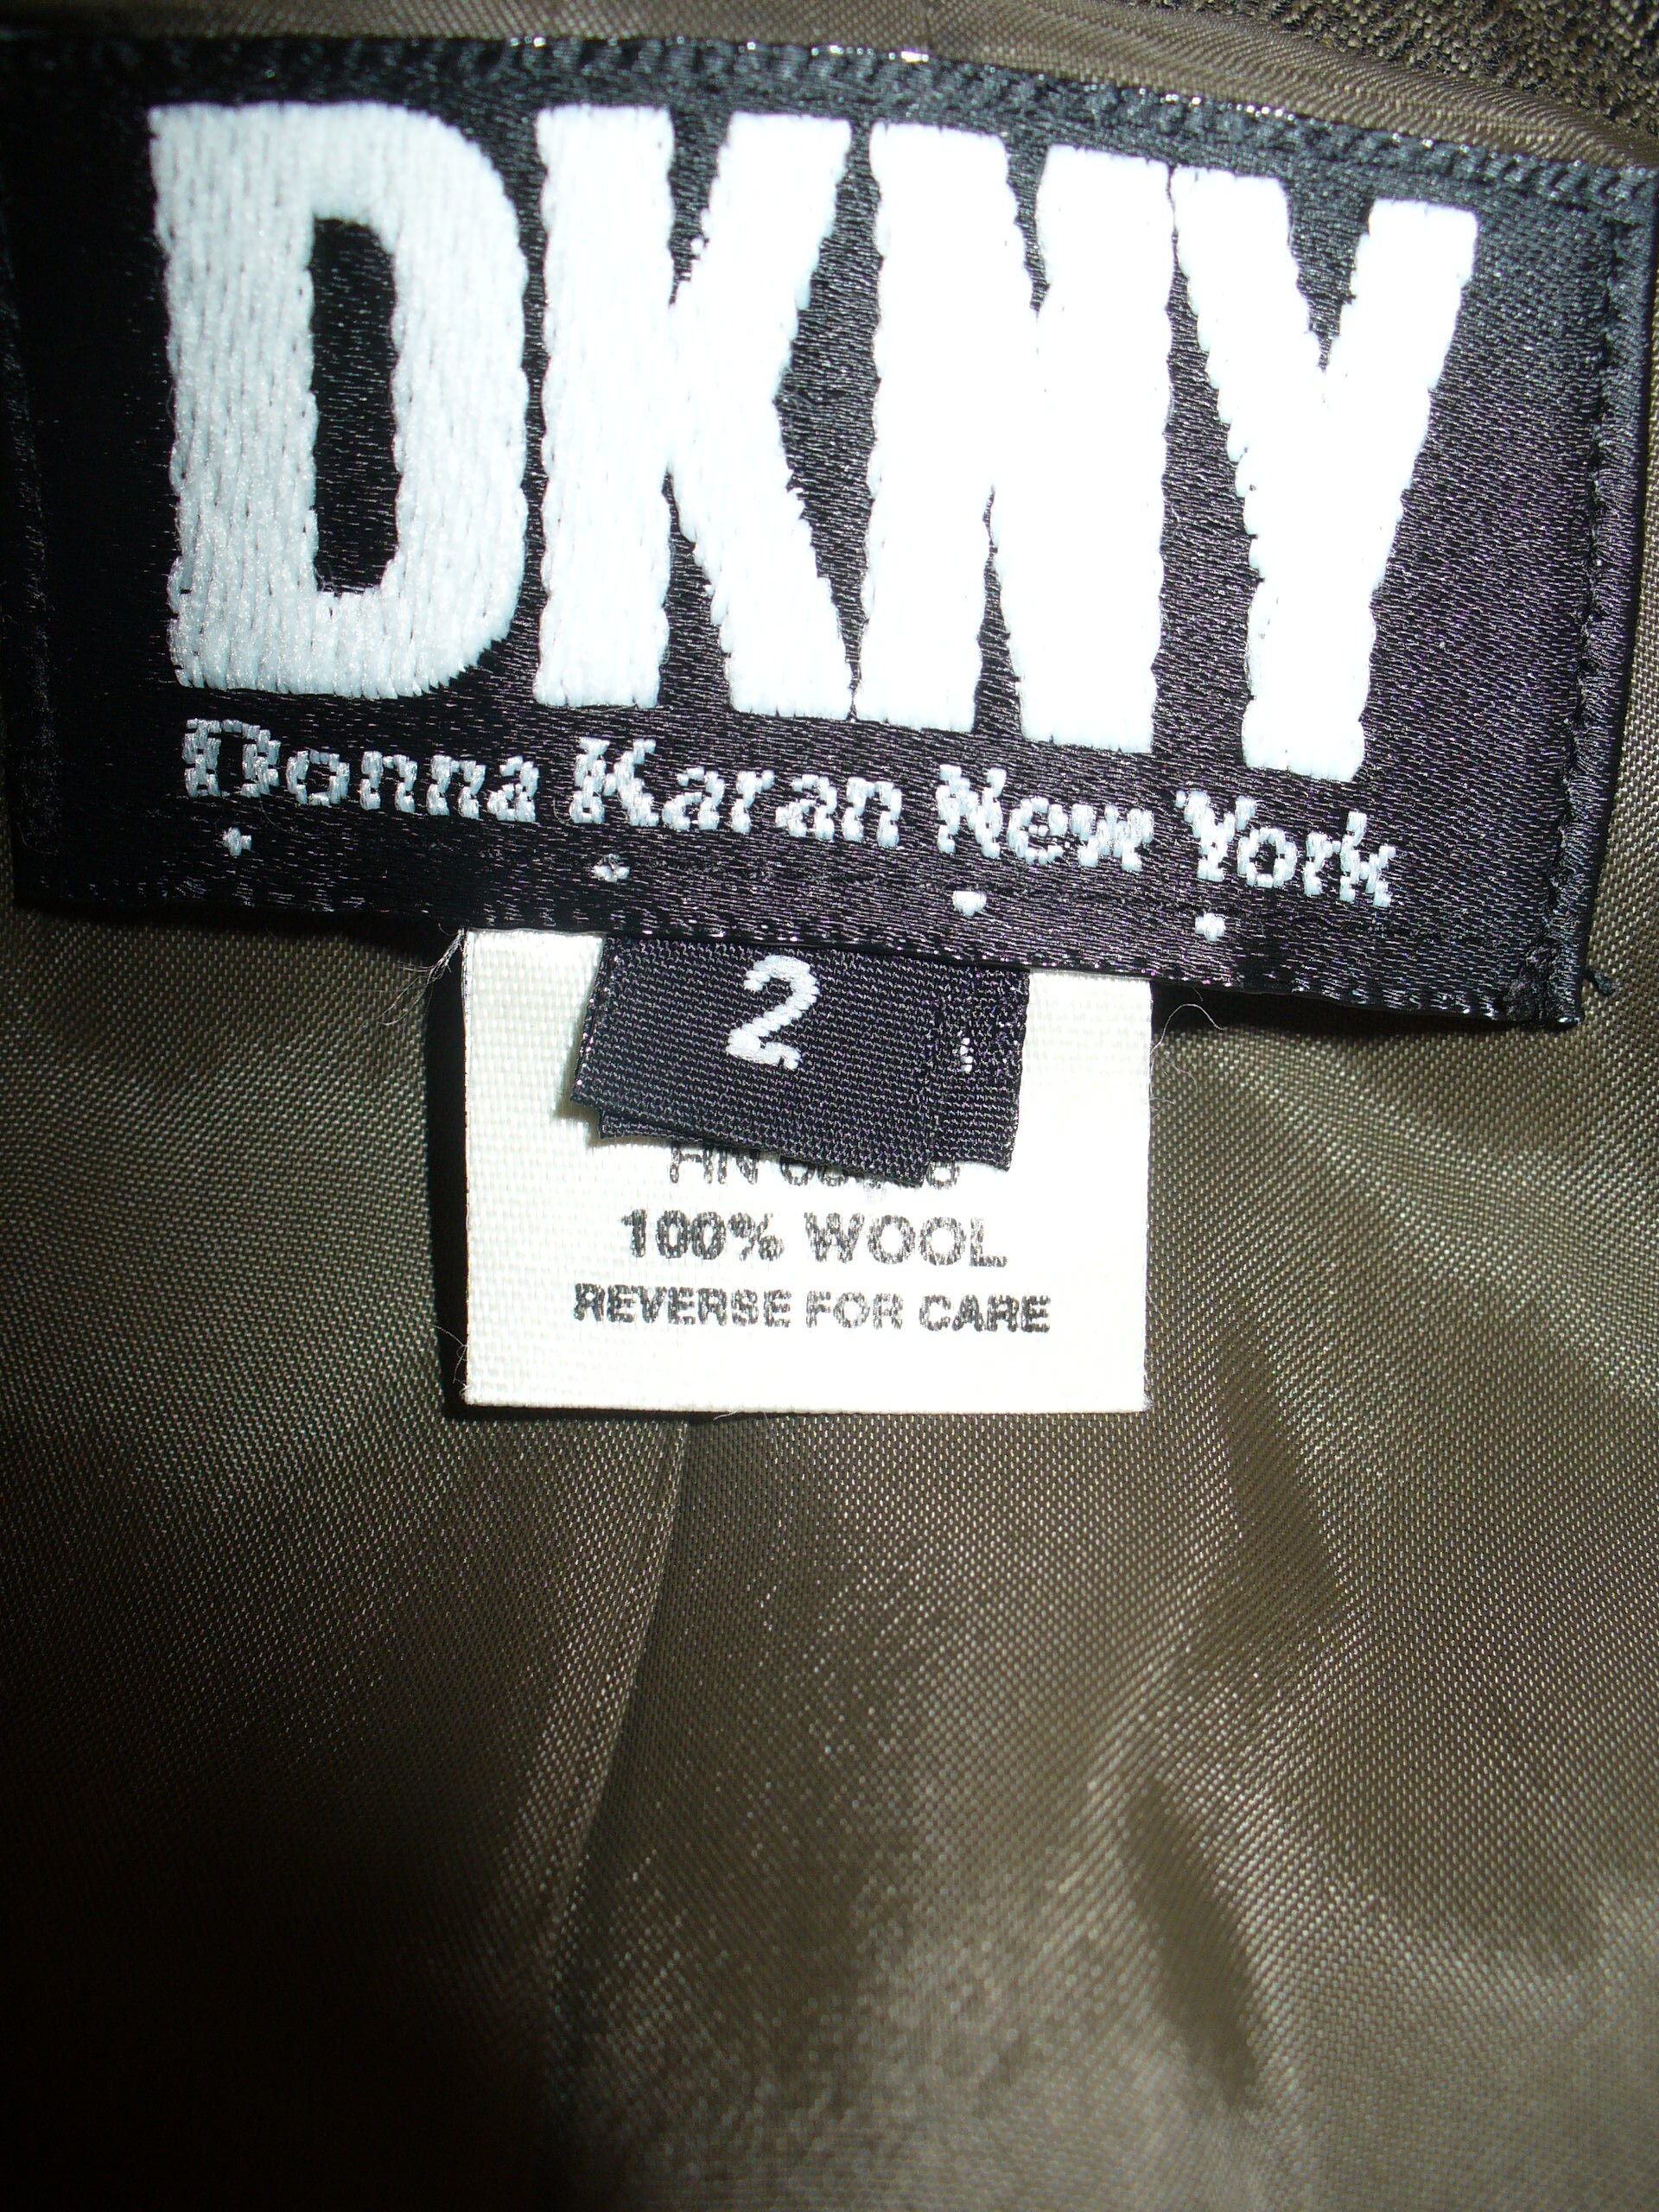 DKNY
Donna Karan New York
2
100% WOOL
REVERSE FOR CARE